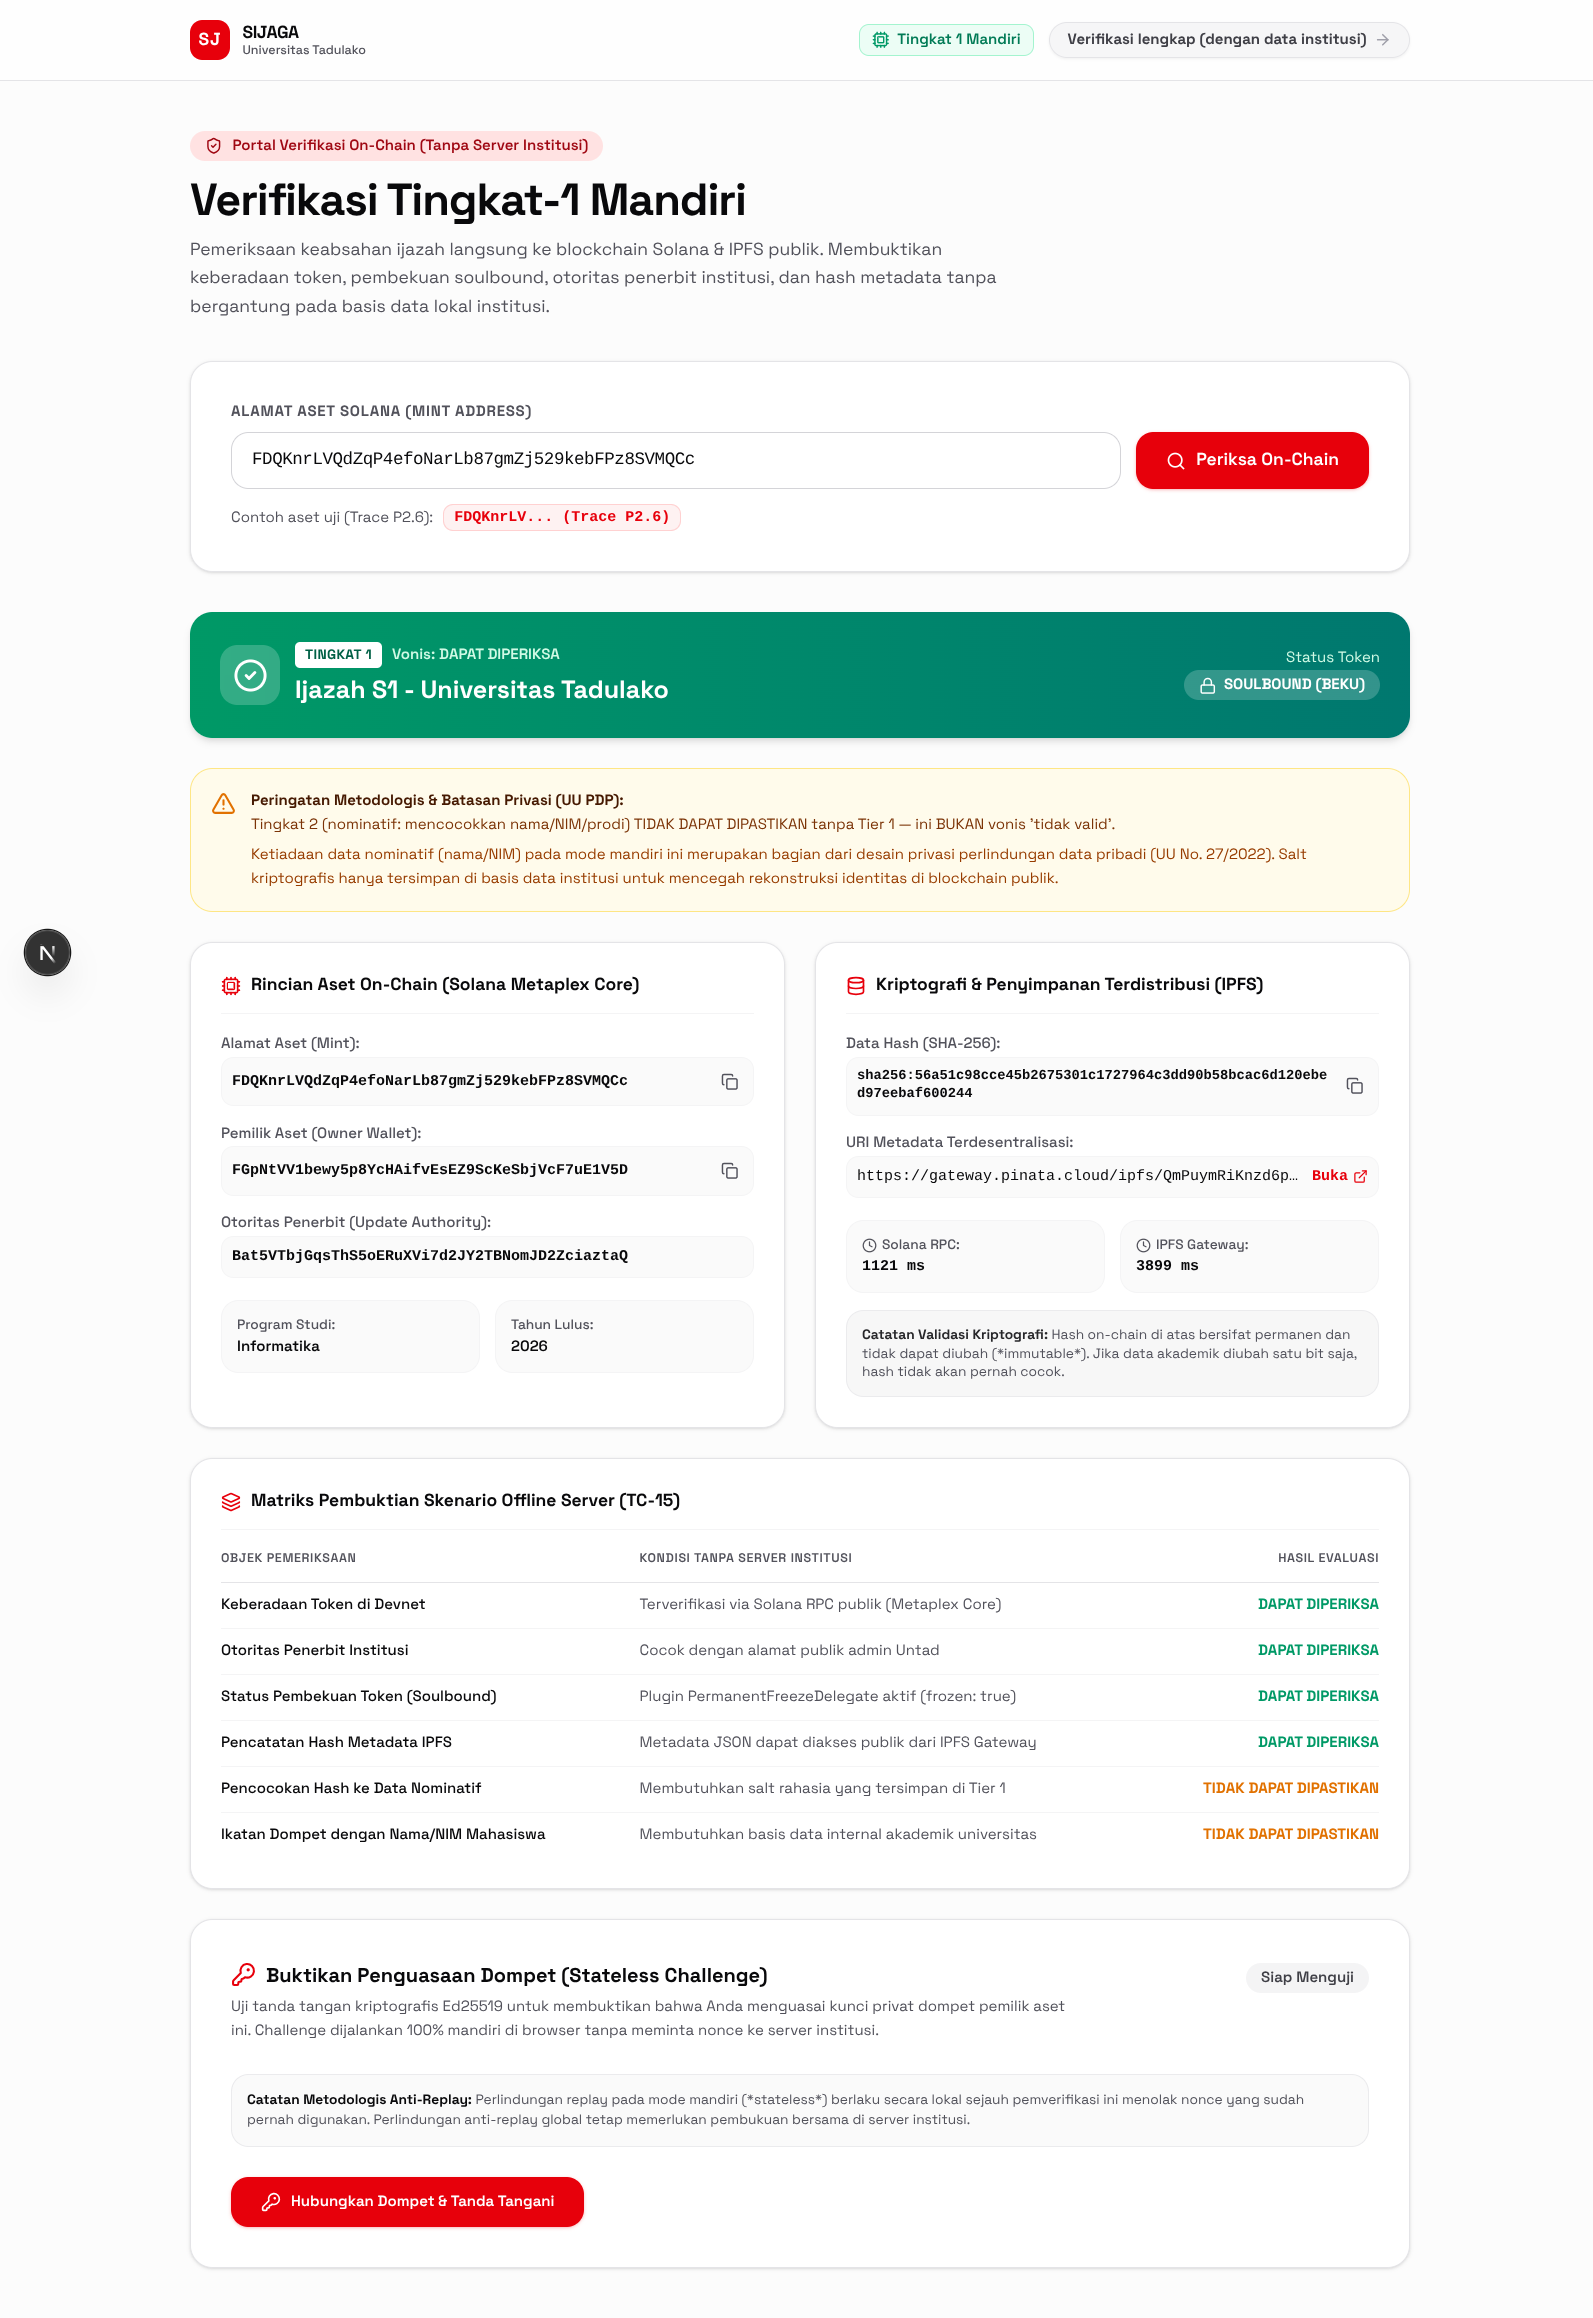 SJ
SIJAGA
Universitas Tadulako
Tingkat 1 Mandiri
Verifikasi lengkap (dengan data institusi)
Portal Verifikasi On-Chain (Tanpa Server Institusi)
Verifikasi Tingkat-1 Mandiri
Pemeriksaan keabsahan ijazah langsung ke blockchain Solana & IPFS publik. Membuktikan
keberadaan token, pembekuan soulbound, otoritas penerbit institusi, dan hash metadata tanpa
bergantung pada basis data lokal institusi.
ALAMAT ASET SOLANA (MINT ADDRESS)
FDQKnrLVQdZqP4efoNarLb87gmZj529kebFPz8SVMQCc
Periksa On-Chain
Contoh aset uji (Trace P2.6): FDQKnrLV... (Trace P2.6)
TINGKAT 1 Vonis: DAPAT DIPERIKSA
Ijazah S1 - Universitas Tadulako
Status Token
SOULBOUND (BEKU)
Peringatan Metodologis & Batasan Privasi (UU PDP):
Tingkat 2 (nominatif: mencocokkan nama/NIM/prodi) TIDAK DAPAT DIPASTIKAN tanpa Tier 1 — ini BUKAN vonis 'tidak valid'.
Ketiadaan data nominatif (nama/NIM) pada mode mandiri ini merupakan bagian dari desain privasi perlindungan data pribadi (UU No. 27/2022). Salt
kriptografis hanya tersimpan di basis data institusi untuk mencegah rekonstruksi identitas di blockchain publik.
N
Rincian Aset On-Chain (Solana Metaplex Core)
Alamat Aset (Mint):
FDQKnrLVQdZqP4efoNarLb87gmZj529kebFPz8SVMQCc
Pemilik Aset (Owner Wallet):
FGpNtVV1bewy5p8YcHAifvEsEZ9ScKeSbjVcF7uE1V5D
Otoritas Penerbit (Update Authority):
Bat5VTbjGqsThS5oERuXVi7d2JY2TBNomJD2ZciaztaQ
Program Studi:
Informatika
Tahun Lulus:
2026
Kriptografi & Penyimpanan Terdistribusi (IPFS)
Data Hash (SHA-256):
sha256:56a51c98cce45b2675301c1727964c3dd90b58bcac6d120ebe
d97eebaf600244
URI Metadata Terdesentralisasi:
https://gateway.pinata.cloud/ipfs/QmPuymRiKnzd6p… Buka
Solana RPC:
1121 ms
IPFS Gateway:
3899 ms
Catatan Validasi Kriptografi: Hash on-chain di atas bersifat permanen dan
tidak dapat diubah (*immutable*). Jika data akademik diubah satu bit saja,
hash tidak akan pernah cocok.
Matriks Pembuktian Skenario Offline Server (TC-15)
OBJEK PEMERIKSAAN KONDISI TANPA SERVER INSTITUSI HASIL EVALUASI
Keberadaan Token di Devnet Terverifikasi via Solana RPC publik (Metaplex Core) DAPAT DIPERIKSA
Otoritas Penerbit Institusi Cocok dengan alamat publik admin Untad DAPAT DIPERIKSA
Status Pembekuan Token (Soulbound) Plugin PermanentFreezeDelegate aktif (frozen: true) DAPAT DIPERIKSA
Pencatatan Hash Metadata IPFS Metadata JSON dapat diakses publik dari IPFS Gateway DAPAT DIPERIKSA
Pencocokan Hash ke Data Nominatif Membutuhkan salt rahasia yang tersimpan di Tier 1 TIDAK DAPAT DIPASTIKAN
Ikatan Dompet dengan Nama/NIM Mahasiswa Membutuhkan basis data internal akademik universitas TIDAK DAPAT DIPASTIKAN
Buktikan Penguasaan Dompet (Stateless Challenge)
Siap Menguji
Uji tanda tangan kriptografis Ed25519 untuk membuktikan bahwa Anda menguasai kunci privat dompet pemilik aset
ini. Challenge dijalankan 100% mandiri di browser tanpa meminta nonce ke server institusi.
Catatan Metodologis Anti-Replay: Perlindungan replay pada mode mandiri (*stateless*) berlaku secara lokal sejauh pemverifikasi ini menolak nonce yang sudah
pernah digunakan. Perlindungan anti-replay global tetap memerlukan pembukuan bersama di server institusi.
Hubungkan Dompet & Tanda Tangani